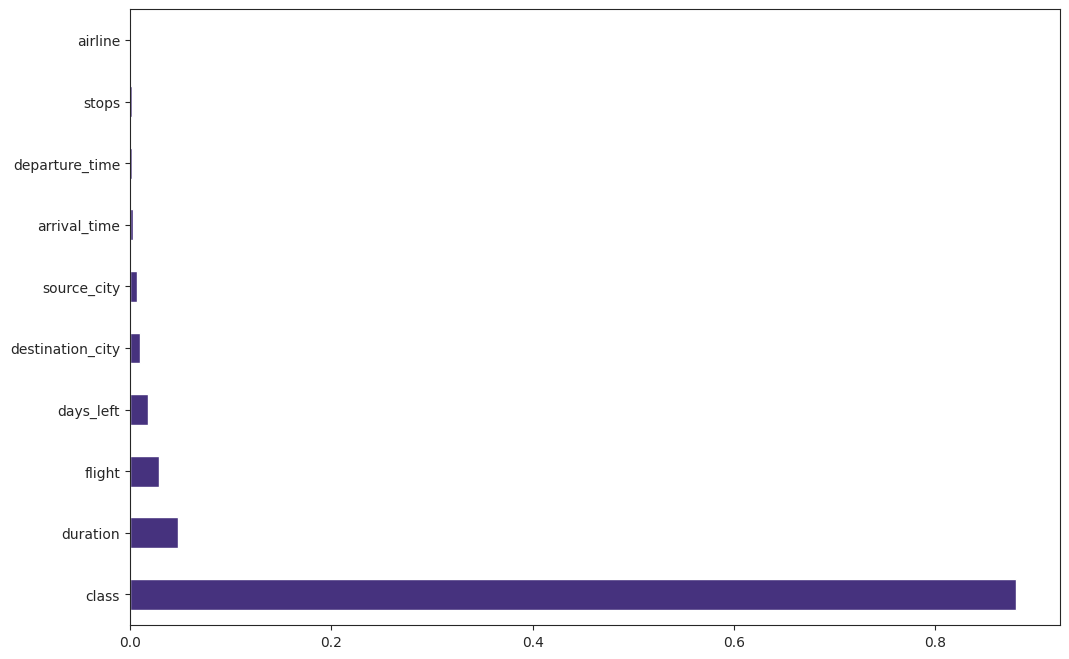 airline
stops
departure_time
arrival_time
source_city
destination_city
days_left
flight
duration
class
0.0 0.2 0.4 0.6 0.8